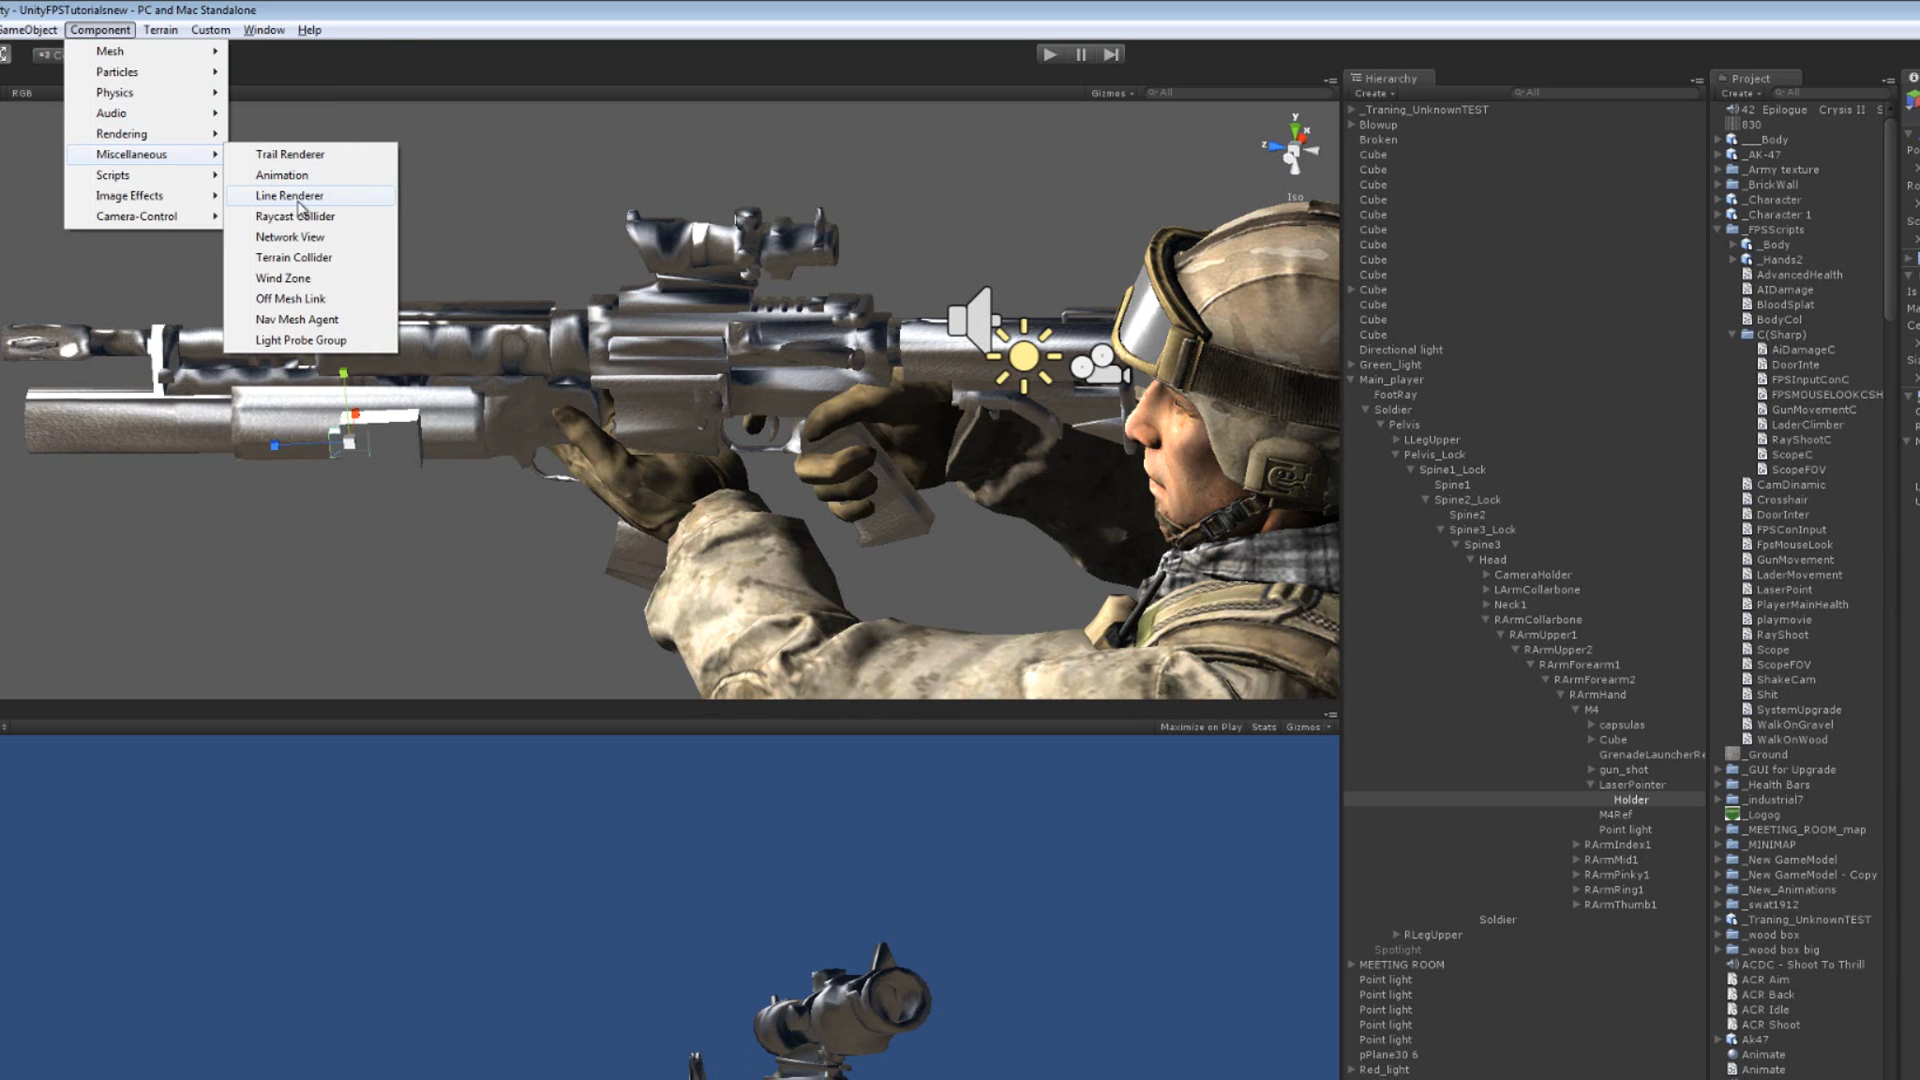 ty - UnityFPSTutorialsnew - PC and Mac Standalone
GameObject Component Terrain Custom Window Help
Mesh
Particles
Physics
Audio
Rendering
Miscellaneous
Scripts
Image Effects
Camera-Control
Trail Renderer
Animation
Line Renderer
Raycast Collider
Network View
Terrain Collider
Wind Zone
Off Mesh Link
Nav Mesh Agent
Light Probe Group
RGB
Gizmos All
y
x
z
Iso
Maximize on Play Stats Gizmos
Hierarchy
Create All
_Traning_UnknownTEST
Blowup
Broken
Cube
Cube
Cube
Cube
Cube
Cube
Cube
Cube
Cube
Cube
Cube
Cube
Cube
Directional light
Green_light
Main_player
FootRay
Soldier
Pelvis
LLegUpper
Pelvis_Lock
Spine1_Lock
Spine1
Spine2_Lock
Spine2
Spine3_Lock
Spine3
Head
CameraHolder
LArmCollarbone
Neck1
RArmCollarbone
RArmUpper1
RArmUpper2
RArmForearm1
RArmForearm2
RArmHand
M4
capsulas
Cube
GrenadeLauncherRe
gun_shot
LaserPointer
Holder
M4Ref
Point light
RArmIndex1
RArmMid1
RArmPinky1
RArmRing1
RArmThumb1
Soldier
RLegUpper
Spotlight
MEETING ROOM
Point light
Point light
Point light
Point light
Point light
pPlane30 6
Red_light
Project
Create All
42 Epilogue Crysis II S
830
___Body
_AK-47
_Army texture
_BrickWall
_Character
_Character 1
_FPSScripts
_Body
_Hands2
AdvancedHealth
AIDamage
BloodSplat
BodyCol
C(Sharp)
AiDamageC
DoorInte
FPSInputConC
FPSMOUSELOOKCSH
GunMovementC
LaderClimber
RayShootC
ScopeC
ScopeFOV
CamDinamic
Crosshair
DoorInter
FPSConInput
FpsMouseLook
GunMovement
LaderMovement
LaserPoint
PlayerMainHealth
playmovie
RayShoot
Scope
ScopeFOV
ShakeCam
Shit
SystemUpgrade
WalkOnGravel
WalkOnWood
_Ground
_GUI for Upgrade
_Health Bars
_industrial7
_Logog
_MEETING_ROOM_map
_MINIMAP
_New GameModel
_New GameModel - Copy
_New_Animations
_swat1912
_Traning_UnknownTEST
_wood box
_wood box big
ACDC - Shoot To Thrill
ACR Aim
ACR Back
ACR Idle
ACR Shoot
Ak47
Animate
Animate